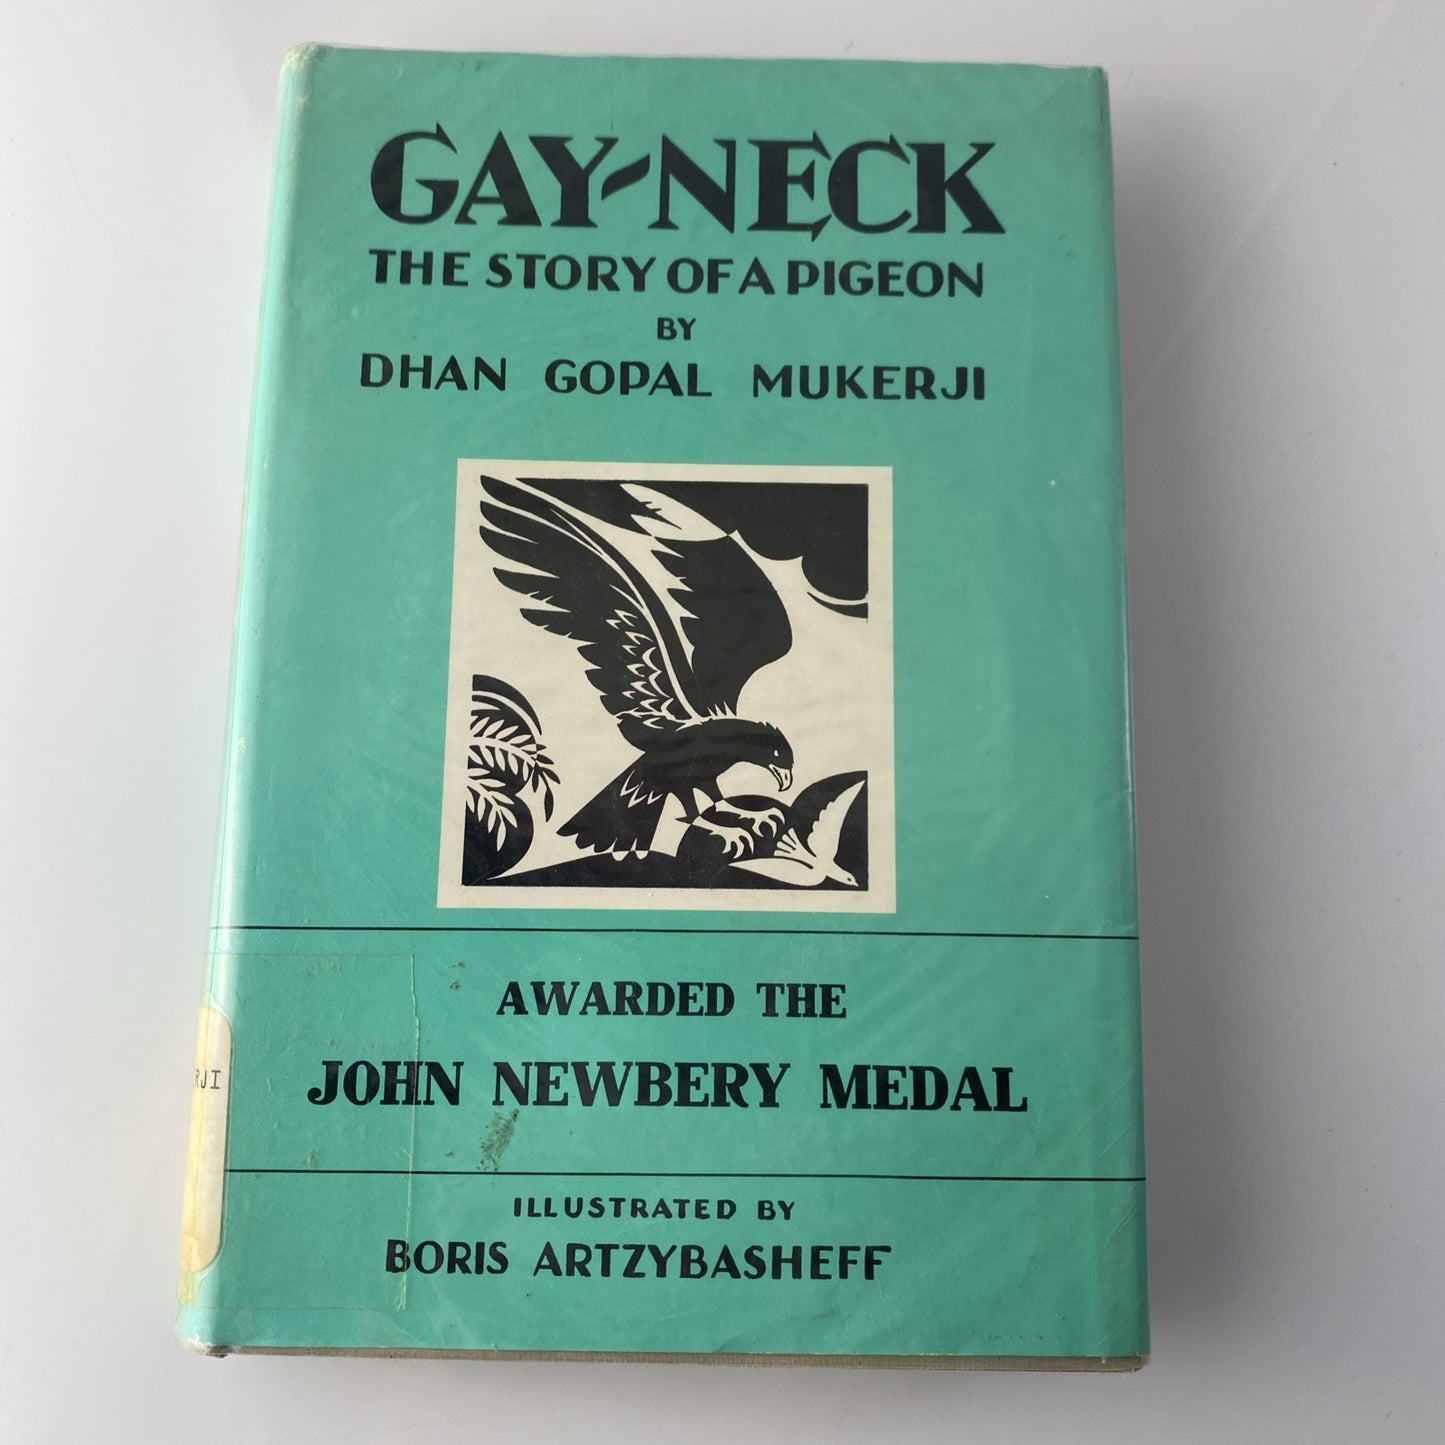 GAY-NECK
THE STORY OF A PIGEON
BY
DHAN GOPAL MUKERJI
AWARDED THE
JOHN NEWBERY MEDAL
RJI
ILLUSTRATED BY
BORIS ARTZYBASHEFF